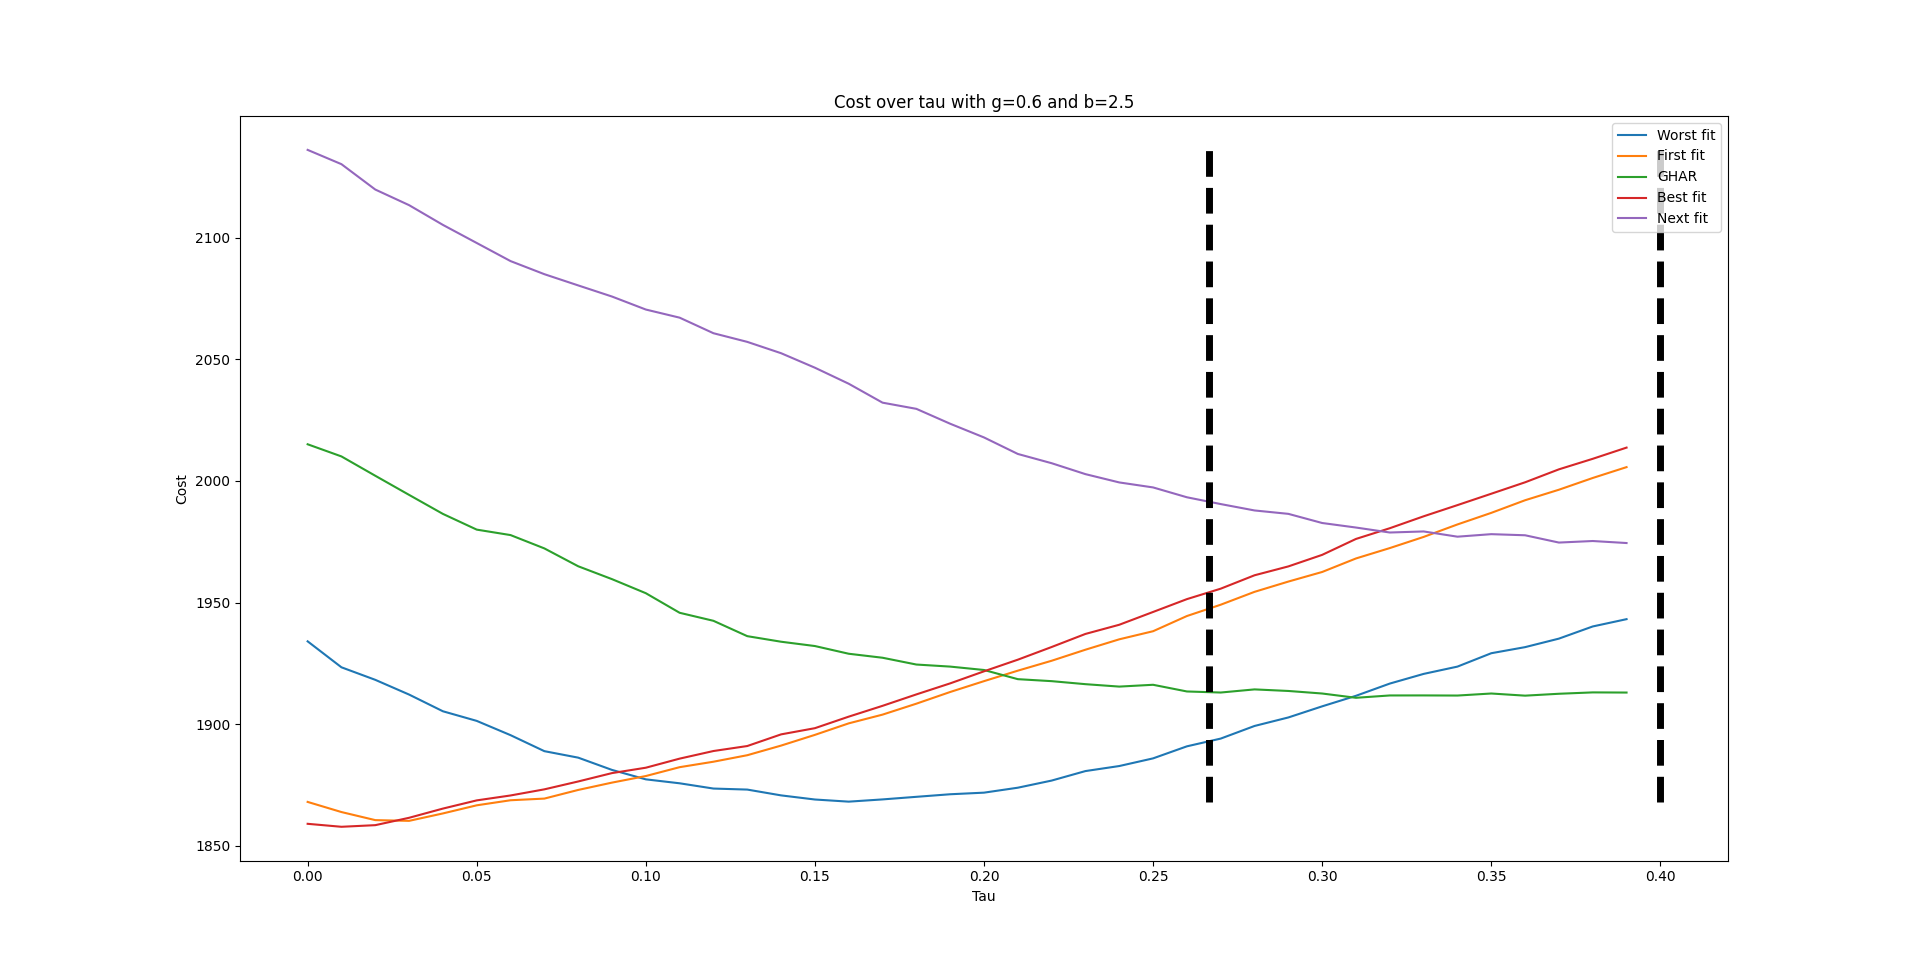 Cost over tau with g=0.6 and b=2.5
Worst fit
First fit
GHAR
Best fit
Next fit
2100
2050
2000
1950
1900
1850
Cost
0.00 0.05 0.10 0.15 0.20 0.25 0.30 0.35 0.40
Tau